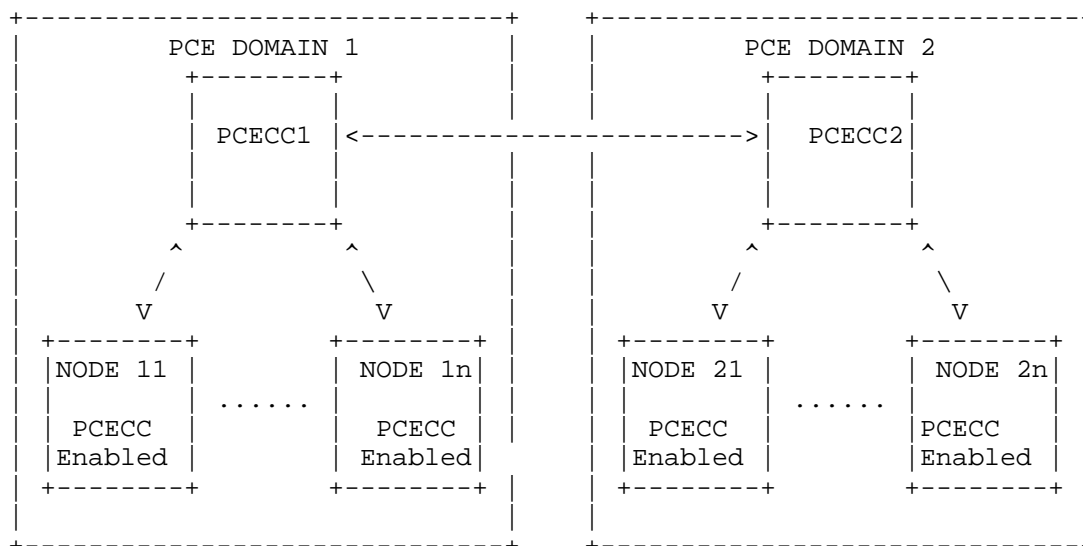 PCE DOMAIN 1 PCE DOMAIN 2
PCECC1 PCECC2
NODE 11 NODE 1n NODE 21 NODE 2n
...... ......
PCECC PCECC PCECC PCECC
Enabled Enabled Enabled Enabled